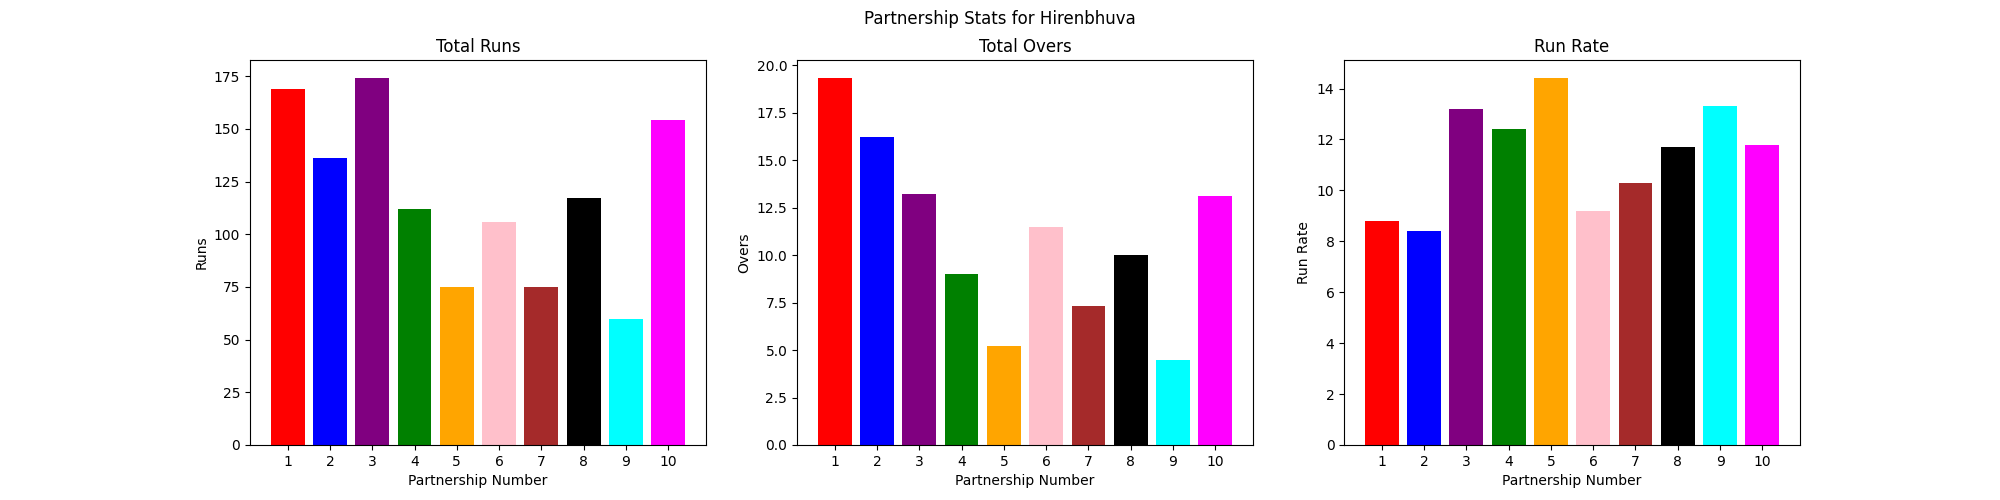 Partnership Stats for Hirenbhuva
Total Runs
175
150
125
100
75
50
25
0
Runs
1 2 3 4 5 6 7 8 9 10
Partnership Number
Total Overs
20.0
17.5
15.0
12.5
10.0
7.5
5.0
2.5
0.0
Overs
1 2 3 4 5 6 7 8 9 10
Partnership Number
Run Rate
14
12
10
8
6
4
2
0
Run Rate
1 2 3 4 5 6 7 8 9 10
Partnership Number